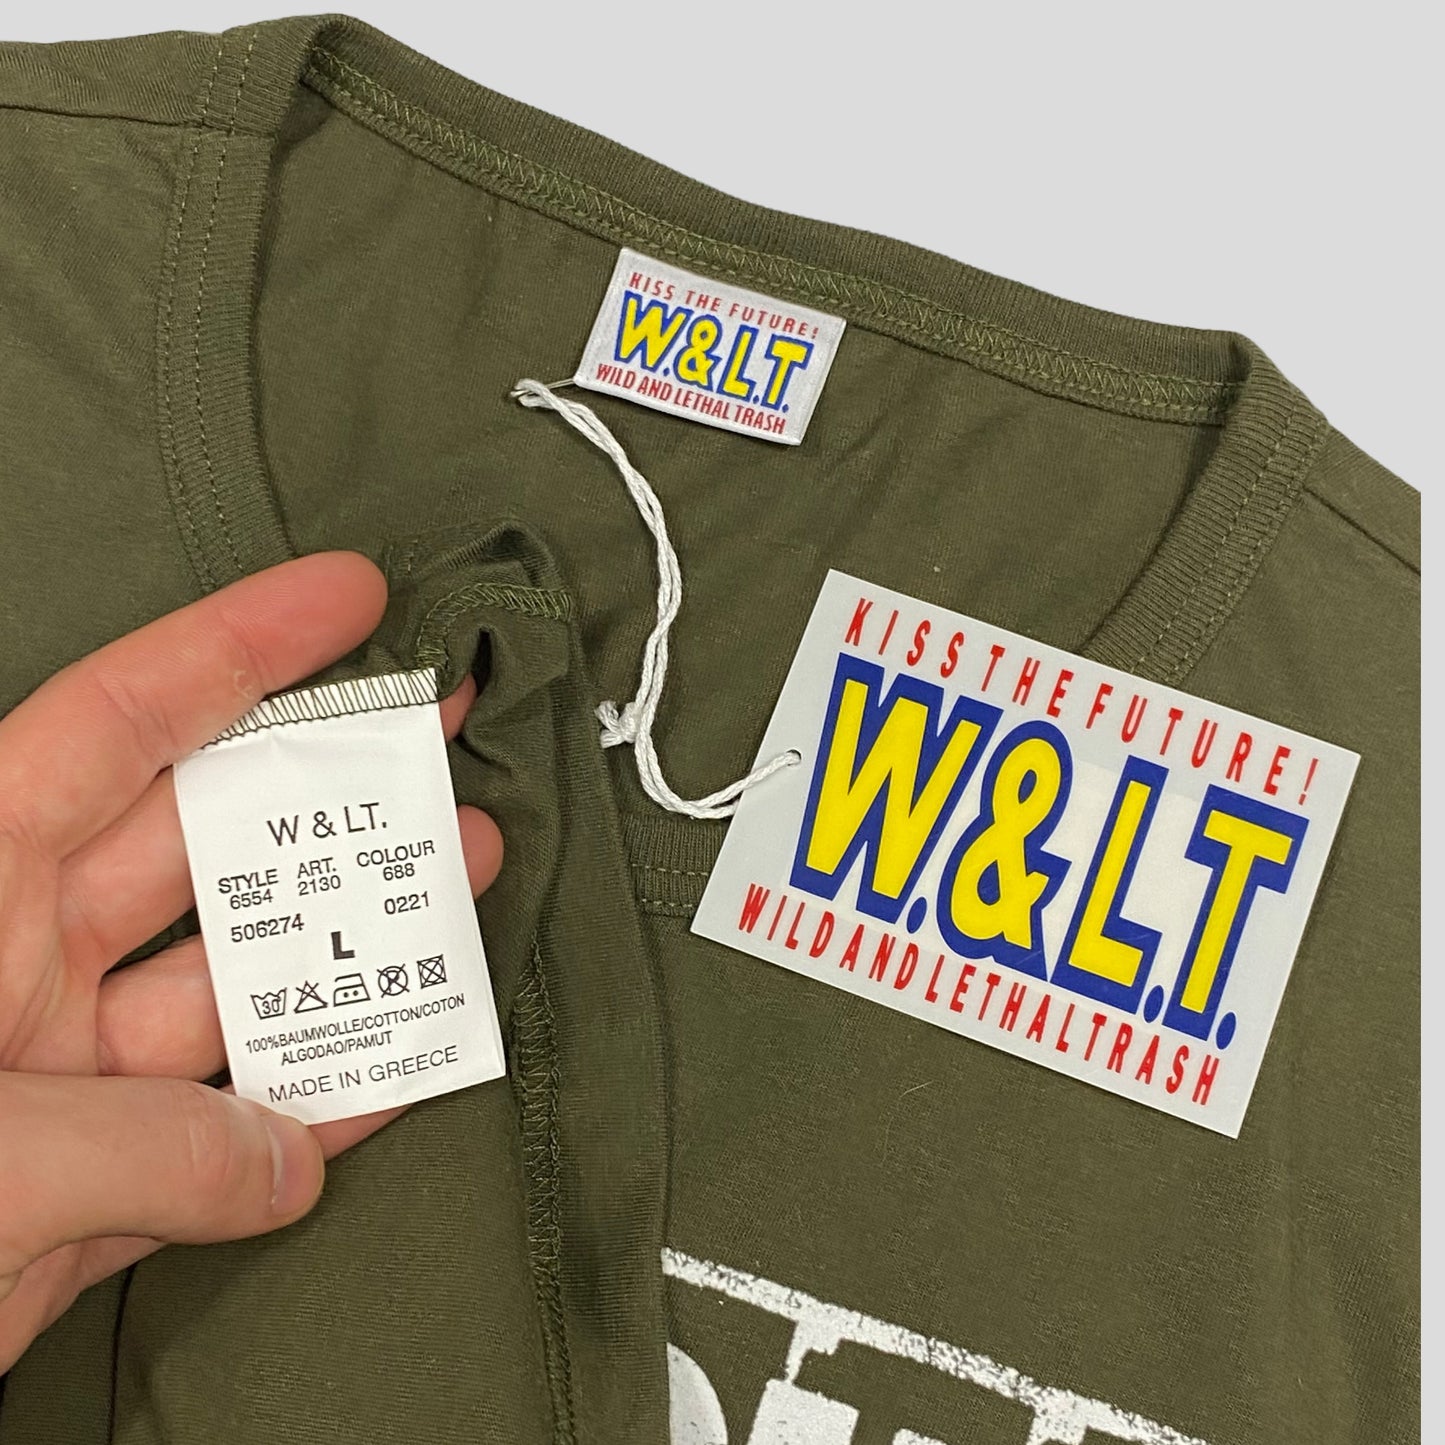 KISS THE FUTURE!
W.&L.T.
WILD AND LETHAL TRASH
KISS THE FUTURE!
W.&L.T.
WILD AND LETHAL TRASH
W & LT.
STYLE ART. COLOUR
6554 2130 688
506274 0221
L
30°
100%BAUMWOLLE/COTTON/COTON
ALGODAO/PAMUT
MADE IN GREECE